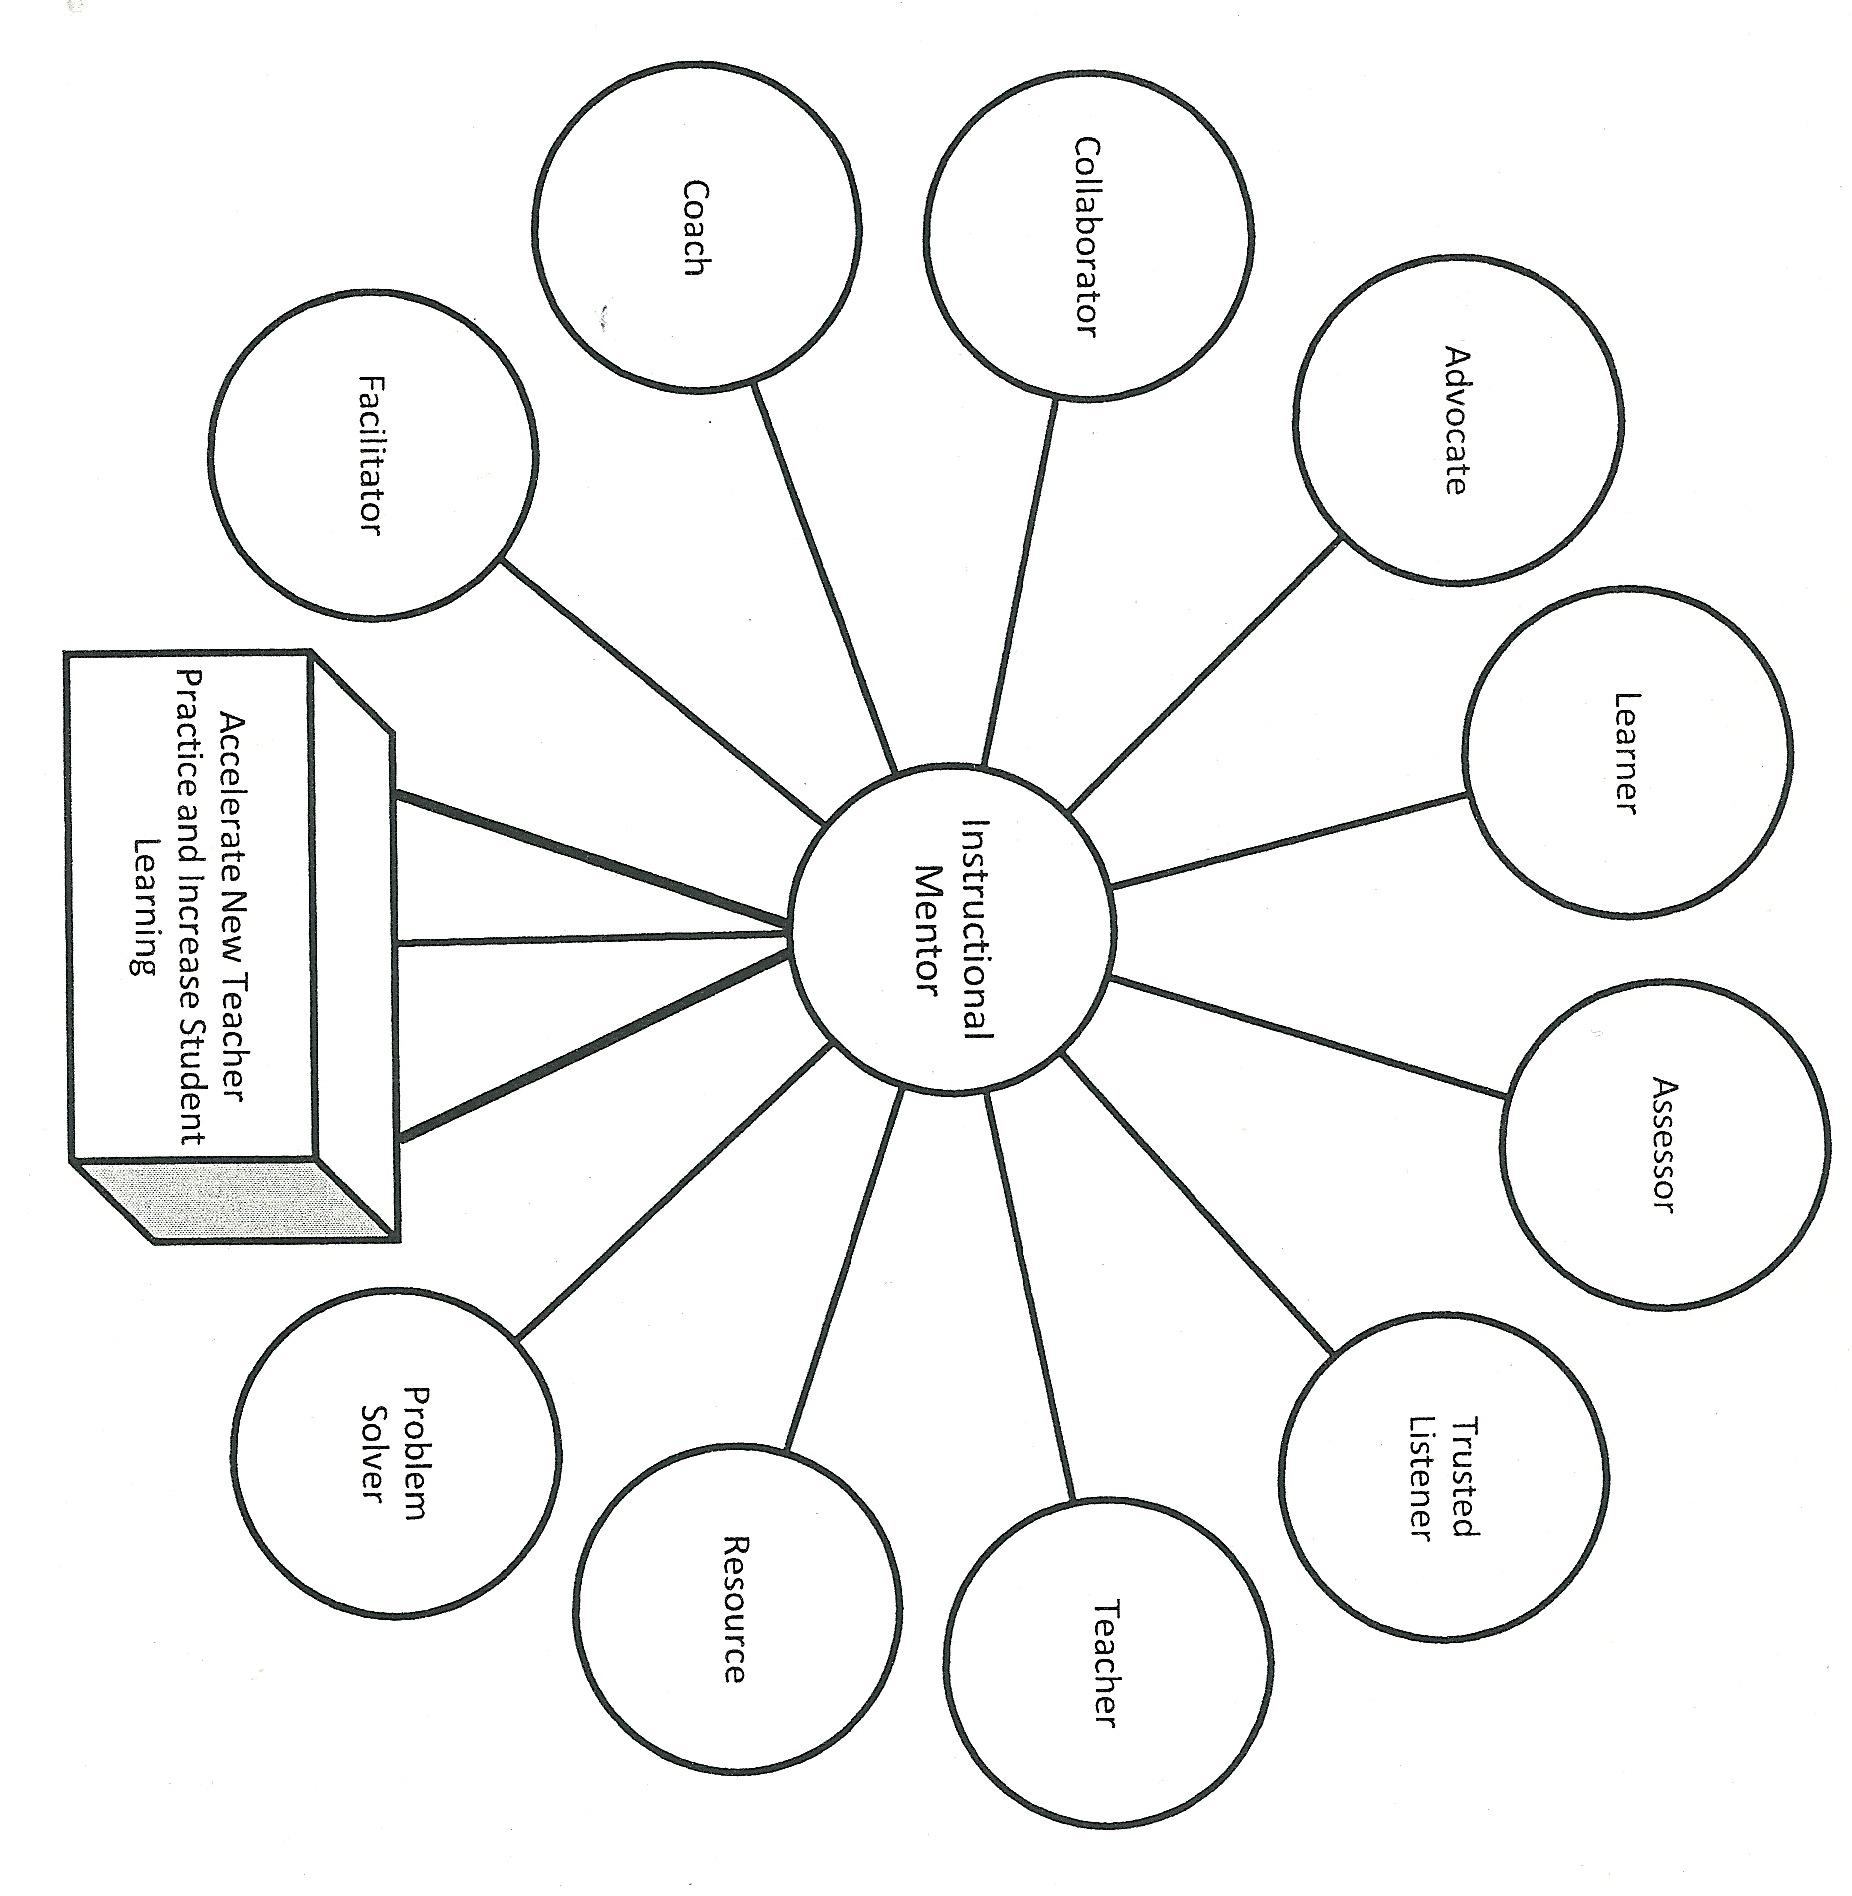 Learner
Assessor
Advocate
Trusted
Listener
Collaborator
Teacher
Instructional
Mentor
Coach
Resource
Facilitator
Problem
Solver
Accelerate New Teacher
Practice and Increase Student
Learning